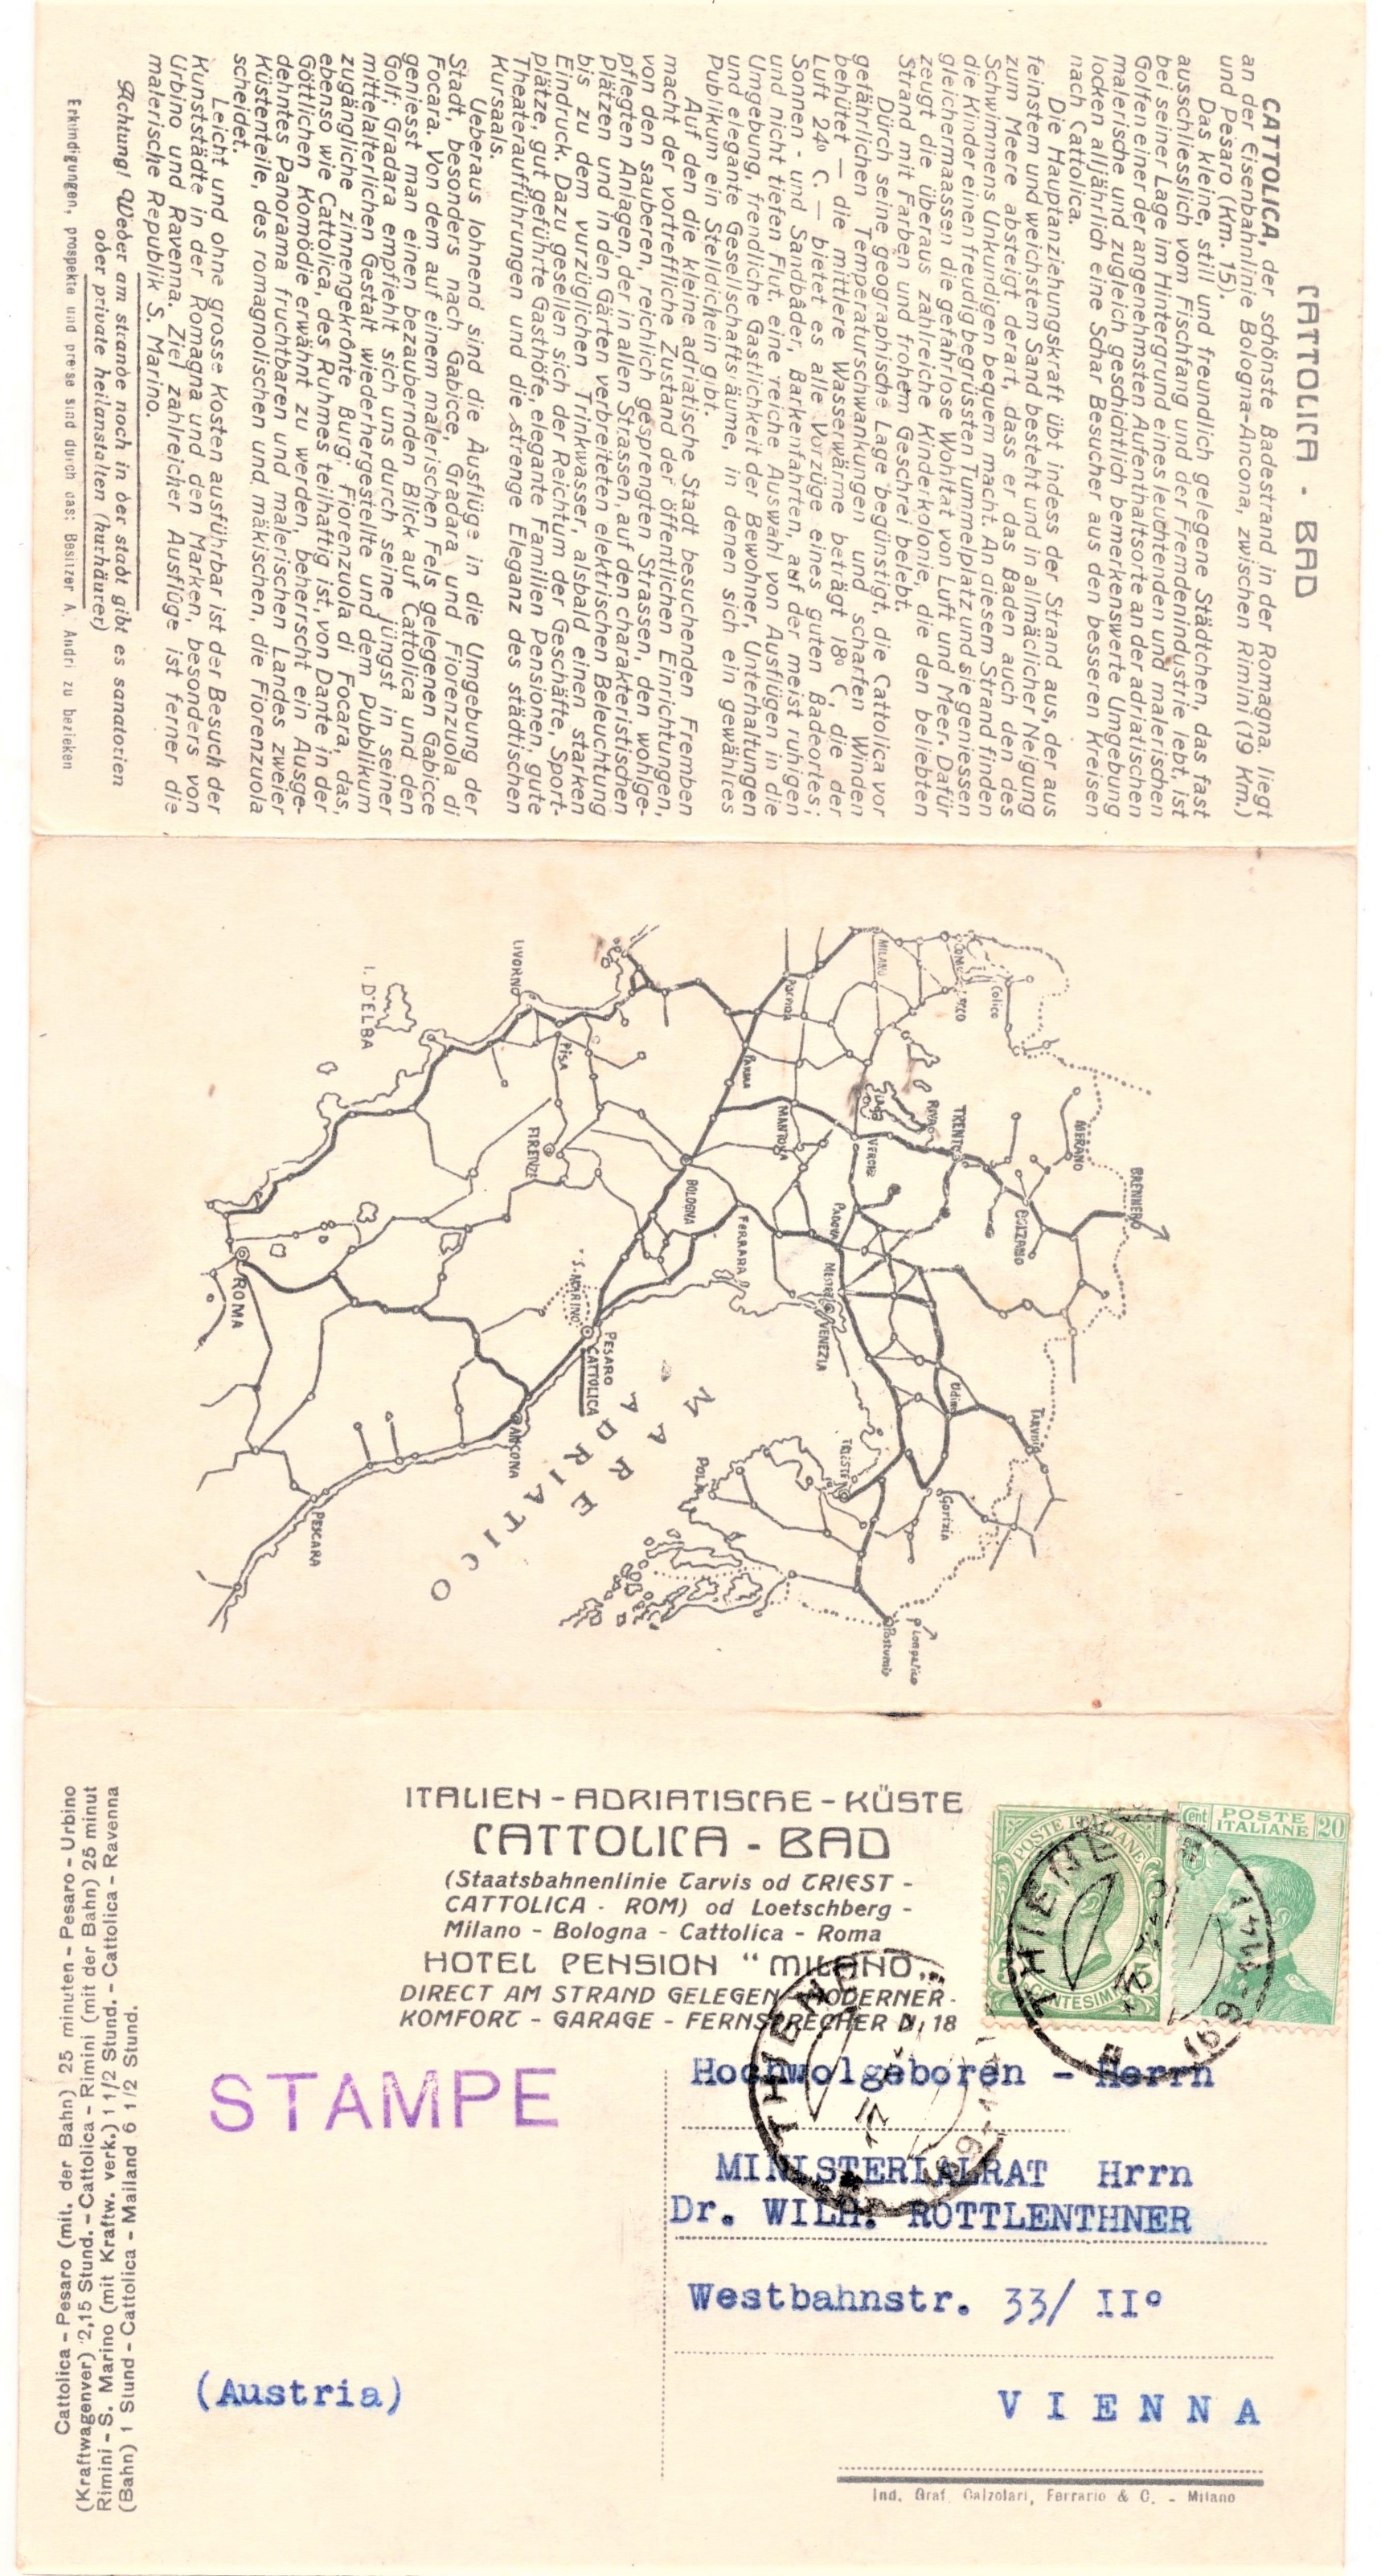 CATTOLICA - BAD
CATTOLICA, der schönste Badestrand in der Romagna, liegt
an der Eisenbahnlinie Bologna-Ancona, zwischen Rimini (19 Km.)
und Pesaro (Km. 15).
Das kleine, still und freundlich gelegene Städtchen, das fast
ausschliesslich vom Fischfang und der Fremdenindustrie lebt, ist
bei seiner Lage im Hintergrund eines leuchtenden und malerischen
Golfen einer der angenehmsten Aufenthaltsorte an der adriatischen
malerische und zugleich geschichtlich bemerkenswerte Umgebung
locken alljährlich eine Schar Besucher aus den besseren Kreisen
nach Cattolica.
Die Hauptanziehungskraft übt indess der Strand aus, der aus
feinstem und weichstem Sand besteht und in allmäclicher Neigung
zum Meere absteigt derart, dass er das Baden auch den des
Schwimmens Unkundigen bequem macht. An diesem Strand finden
die Kinder einen freudig begrüssten Tummelplatz und sie geniessen
gleichermaassen die gefahrlose Wohltat von Luft und Meer. Dafür
zeugt die überaus zahlreiche Kinderkolonie, die den beliebten
Strand mit Farben und frohem Geschrei belebt.
Dürch seine geographische Lage begünstigt, die Cattolica vor
gefährlichen Temperaturschwankungen und scharfen Winden
behütet — die mittlere Wasserwärme beträgt 18º C, die der
Luft 24º C. — bietet es alle Vorzüge eines guten Badeortes;
Sonnen - und Sandbäder, Barkenfahrten, auf der meist ruhigen
und nicht tiefen Flut, eine reiche Auswahl von Ausflügen in die
Umgebung, frendliche Gastlichkeit der Bewohner, Unterhaltungen
und elegante Gesellschafts äume, in denen sich ein gewähltes
Publikum ein Stelldichein gibt.
Auf den die kleine adriatische Stadt besuchenden Fremben
macht der vortreffliche Zustand der öffentlichen Einrichtungen,
von den sauberen, reichlich gesprengten Strassen, den wohlge-
pflegten Anlagen, der in allen Strassen, auf den charakteristischen
Plätzen und in den Gärten verbreiteten elektrischen Beleuchtung
bis zu dem vurzüglichen Trinkwasser, alsbald einen starken
Eindruck. Dazu gesellen sich der Reichtum der Geschäfte, Sport-
plätze, gut geführte Gasthöfe, elegante Familien Pensionen, gute
Theateraufführungen und die strenge Eleganz des städtischen
Kursaals.
Ueberaus lohnend sind die Ausflüge in die Umgebung der
Stadt, besonders nach Gabicce, Gradara und Fiorenzuola di
Focara. Von dem auf einem malerischen Fels gelegenen Gabicce
geniesst man einen bezaubernden Blick auf Cattolica und den
Golf; Gradara empfiehlt sich uns durch seine jüngst in seiner
mittelalterlichen Gestalt wiederhergestellte und dem Pubblikum
zugängliche zinnengekrönte Burg; Fiorenzuola di Focara, das,
ebenso wie Cattolica, des Ruhmes teilhaftig ist, von Dante in der
Göttlichen Komödie erwähnt zu werden, beherrscht ein Ausge-
dehntes Panorama fruchtbaren und malerischen Landes zweier
Küstenteile, des romagnolischen und mäkischen, die Fiorenzuola
scheidet.
Leicht und ohne grosse Kosten ausführbar ist der Besuch der
Kunststädte in der Romagna und den Marken, besonders von
Urbino und Ravenna. Ziel zahlreicher Ausflüge ist ferner die
malerische Republik S. Marino.
Achtung! Weder am strande noch in der stadt gibt es sanatorien
oder private heilanstalten (kurhäurer)
Erkundigungen, prospekte und preise sind durch das: Besitzer A. Andri zu bezieken
BRENNERO
MERANO
BOLZANO
TRENTO
RIVA
Colico
COMO
MILANO
VERONA
MANTOVA
PARMA
PADOVA
MESTRE
VENEZIA
Udine
TARVISIO
Gorizia
TRIESTE
POLA
Postumia
FERRARA
BOLOGNA
FIRENZE
PISA
LIVORNO
I. D'ELBA
S. MARINO
PESARO
CATTOLICA
ANCONA
PESCARA
ROMA
MARE
ADRIATICO
ITALIEN - ADRIATISCHE - KÜSTE
CATTOLICA - BAD
(Staatsbahnenlinie Tarvis od TRIEST -
CATTOLICA - ROM) od Loetschberg -
Milano - Bologna - Cattolica - Roma
HOTEL PENSION "MILANO„
DIRECT AM STRAND GELEGEN - MODERNER -
KOMFORT - GARAGE - FERNSPRECHER N. 18
POSTE ITALIANE
5 CENTESIMI 5
Cent POSTE ITALIANE 20
THIENE
THIENE
STAMPE
Hochwolgeboren - Herrn
MINISTERIALRAT Hrrn
Dr. WILH. ROTTLENTHNER
Westbahnstr. 33/ IIº
(Austria)
VIENNA
Ind. Graf. Calzolari, Ferrario & C. - Milano
Cattolica - Pesaro (mit. der Bahn) 25 minuten - Pesaro - Urbino
(Kraftwagenver) 2,15 Stund. - Cattolica - Rimini (mit der Bahn) 25 minut
Rimini - S. Marino (mit Kraftw. verk.) 1 1/2 Stund. - Cattolica - Ravenna
(Bahn) 1 Stund - Cattolica - Mailand 6 1/2 Stund.